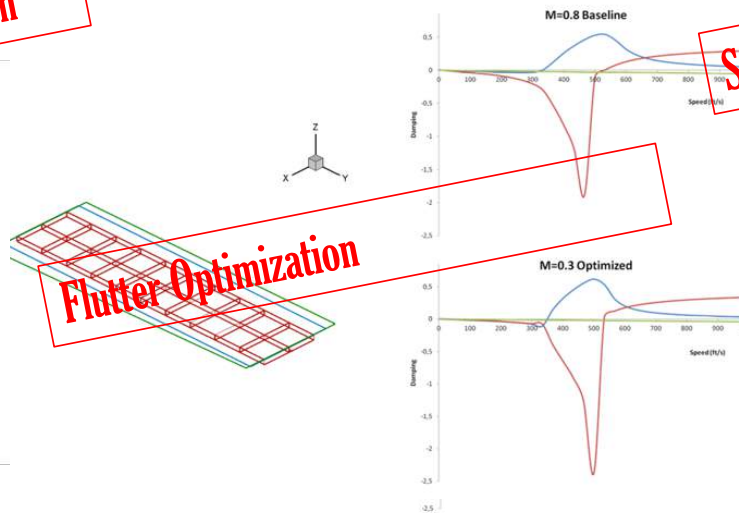 n
M=0.8 Baseline
0,5
0
100 200 300 400 500 600 700 800 900
-0,5
-1
-1,5
-2
-2,5
Damping
Speed (ft/s)
S
Z
X
Y
Flutter Optimization
M=0.3 Optimized
0,5
0
100 200 300 400 500 600 700 800 900
-0,5
-1
-1,5
-2
-2,5
Damping
Speed (ft/s)
-2,5